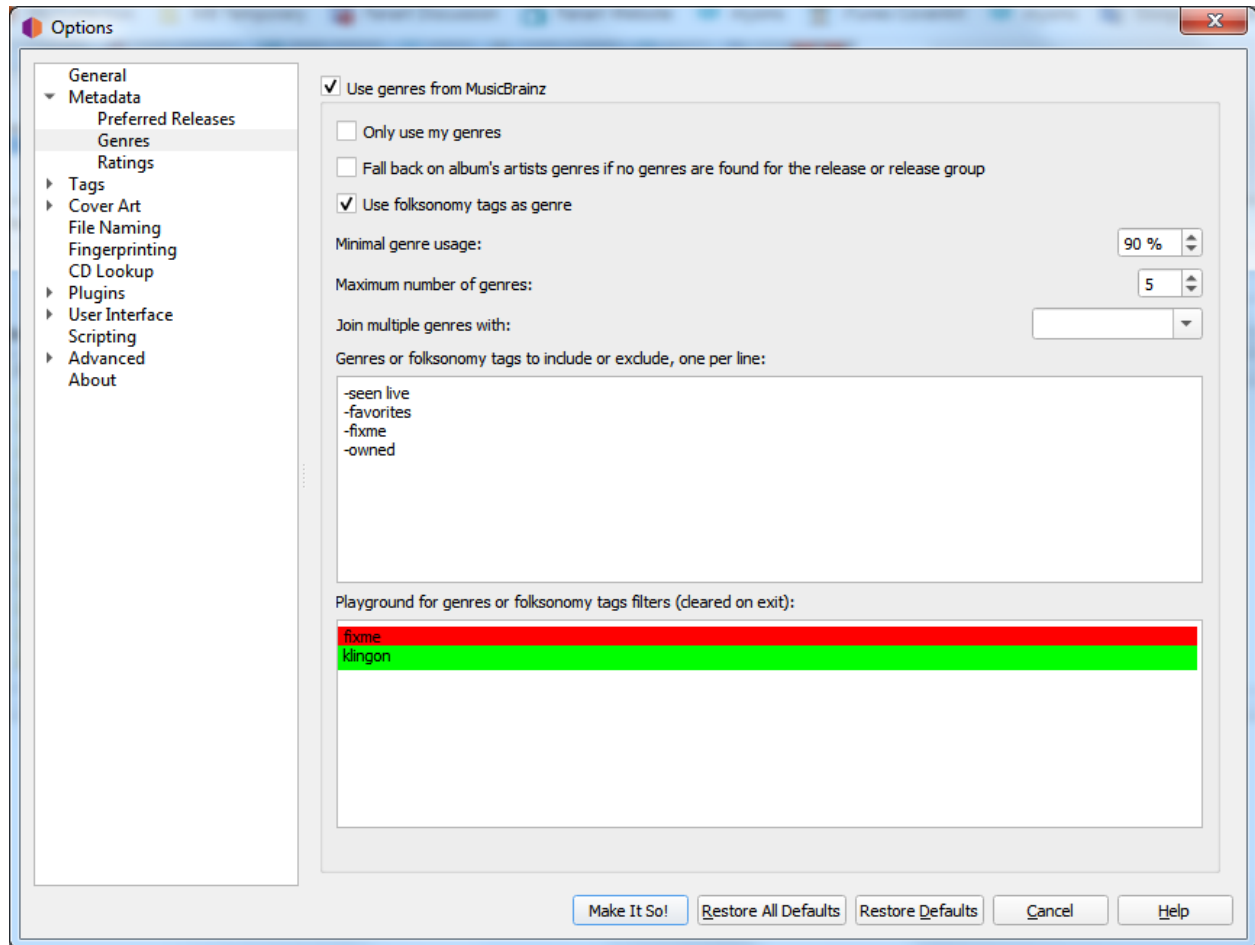 Options
General
Metadata
Preferred Releases
Genres
Ratings
Tags
Cover Art
File Naming
Fingerprinting
CD Lookup
Plugins
User Interface
Scripting
Advanced
About
Use genres from MusicBrainz
Only use my genres
Fall back on album's artists genres if no genres are found for the release or release group
Use folksonomy tags as genre
Minimal genre usage: 90 %
Maximum number of genres: 5
Join multiple genres with:
Genres or folksonomy tags to include or exclude, one per line:
-seen live
-favorites
-fixme
-owned
Playground for genres or folksonomy tags filters (cleared on exit):
fixme
klingon
Make It So! Restore All Defaults Restore Defaults Cancel Help